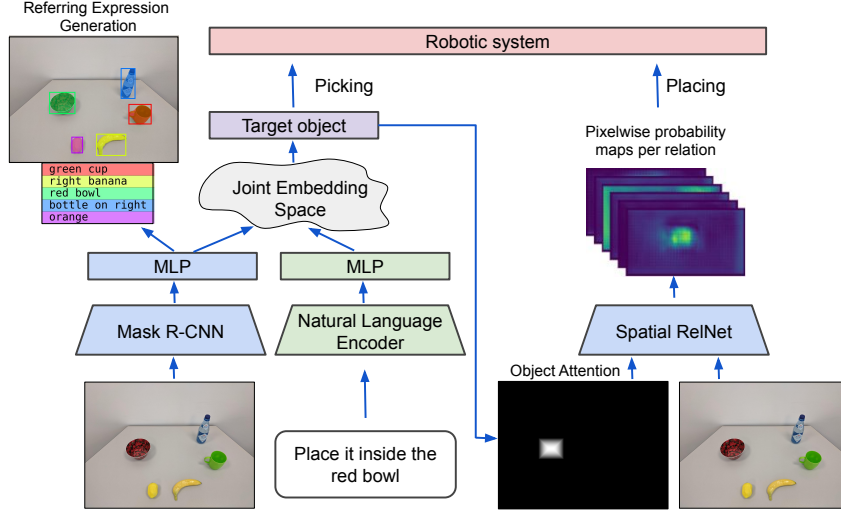 Referring Expression
Generation
Robotic system
Picking
Placing
Target object
Pixelwise probability
maps per relation
green cup
right banana
red bowl
bottle on right
orange
Joint Embedding
Space
MLP
MLP
Mask R-CNN
Natural Language
Encoder
Spatial RelNet
Object Attention
Place it inside the
red bowl